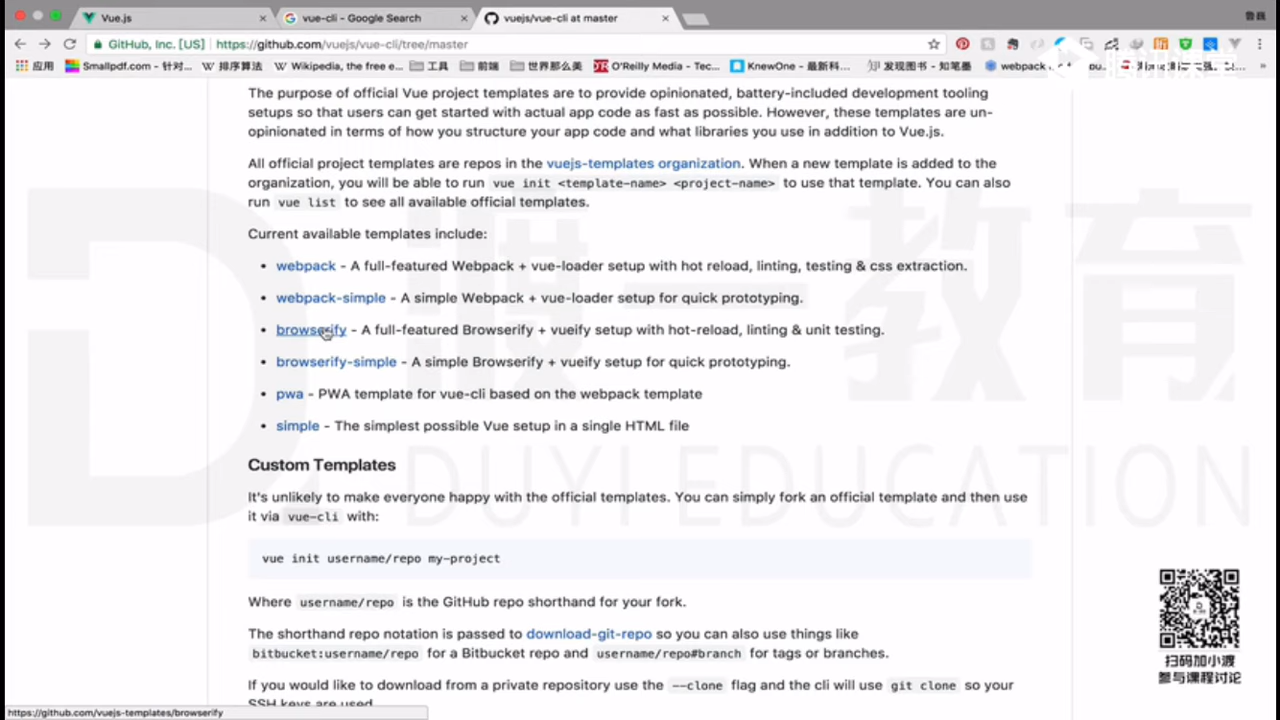 Vue.js
vue-cli - Google Search
vuejs/vue-cli at master
鲁巍
GitHub, Inc. [US] https://github.com/vuejs/vue-cli/tree/master
应用 Smallpdf.com - 针对... 排序算法 Wikipedia, the free e... 工具 前端 世界那么美 O'Reilly Media - Tec... KnewOne - 最新科... 发现图书 - 知笔墨
腾讯课堂
The purpose of official Vue project templates are to provide opinionated, battery-included development tooling
setups so that users can get started with actual app code as fast as possible. However, these templates are un-
opinionated in terms of how you structure your app code and what libraries you use in addition to Vue.js.
All official project templates are repos in the vuejs-templates organization. When a new template is added to the
organization, you will be able to run vue init <template-name> <project-name> to use that template. You can also
run vue list to see all available official templates.
Current available templates include:
• webpack - A full-featured Webpack + vue-loader setup with hot reload, linting, testing & css extraction.
• webpack-simple - A simple Webpack + vue-loader setup for quick prototyping.
• browserify - A full-featured Browserify + vueify setup with hot-reload, linting & unit testing.
• browserify-simple - A simple Browserify + vueify setup for quick prototyping.
• pwa - PWA template for vue-cli based on the webpack template
• simple - The simplest possible Vue setup in a single HTML file
渡一教育
DUYI EDUCATION
Custom Templates
It's unlikely to make everyone happy with the official templates. You can simply fork an official template and then use
it via vue-cli with:
vue init username/repo my-project
Where username/repo is the GitHub repo shorthand for your fork.
The shorthand repo notation is passed to download-git-repo so you can also use things like
bitbucket:username/repo for a Bitbucket repo and username/repo#branch for tags or branches.
If you would like to download from a private repository use the --clone flag and the cli will use git clone so your
SSH keys are used.
扫码加小渡
参与课程讨论
https://github.com/vuejs-templates/browserify